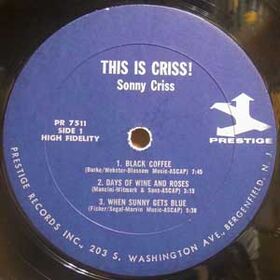 THIS IS CRISS!
Sonny Criss
PR 7511
SIDE 1
HIGH FIDELITY
PRESTIGE
1. BLACK COFFEE
(Burke/Webster-Blossom Music-ASCAP) 7:45
2. DAYS OF WINE AND ROSES
(Mancini-Witmark & Sons-ASCAP) 3:13
3. WHEN SUNNY GETS BLUE
(Fisher/Segal-Marvin Music-ASCAP) 5:38
PRESTIGE RECORDS INC., 203 S. WASHINGTON AVE., BERGENFIELD, N.